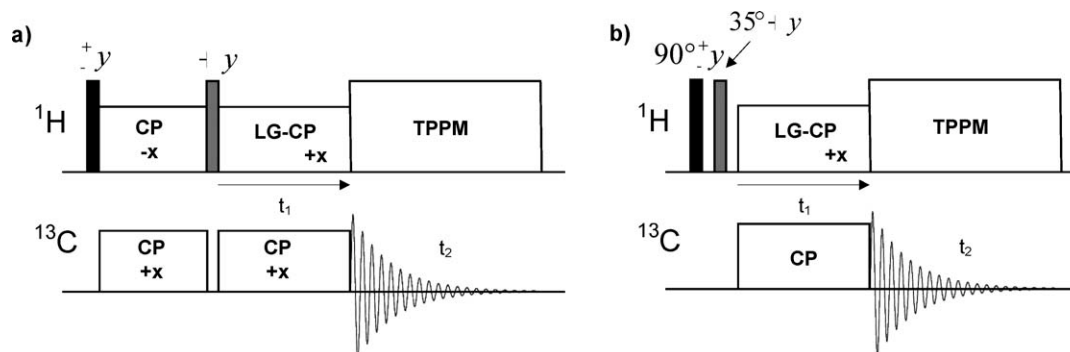 a)
+
- y
-| y
¹H
CP
-x
LG-CP
+x
TPPM
t₁
¹³C
CP
+x
CP
+x
t₂
b)
35°-| y
90°+
- y
¹H
LG-CP
+x
TPPM
t₁
¹³C
CP
t₂